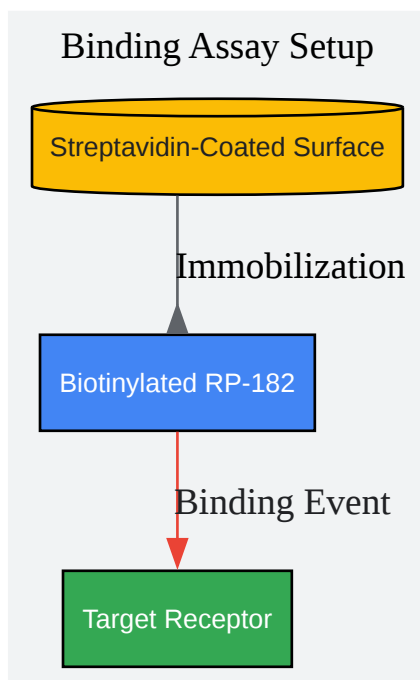 Binding Assay Setup
Streptavidin-Coated Surface
Immobilization
Biotinylated RP-182
Binding Event
Target Receptor